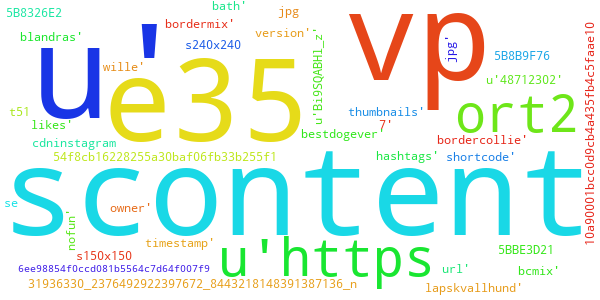 5B8326E2
bath'
jpg
bordermix'
vp
blandras'
u'
s240x240
version'
jpg'
5B8B9F76
wille'
e35
u'Bi9SQABHl_z'
u'48712302'
t51
thumbnails'
ort2
likes'
7'
cdninstagram
bestdogever'
bordercollie'
10a90001bcc0d9cb4a435fb4c5faae10
54f8cb16228255a30baf06fb33b255f1
hashtags'
shortcode'
scontent
se
owner'
nofun'
timestamp'
u'https
5BBE3D21
s150x150
6ee98854f0ccd081b5564c7d64f007f9
url'
bcmix'
31936330_2376492922397672_8443218148391387136_n
lapskvallhund'